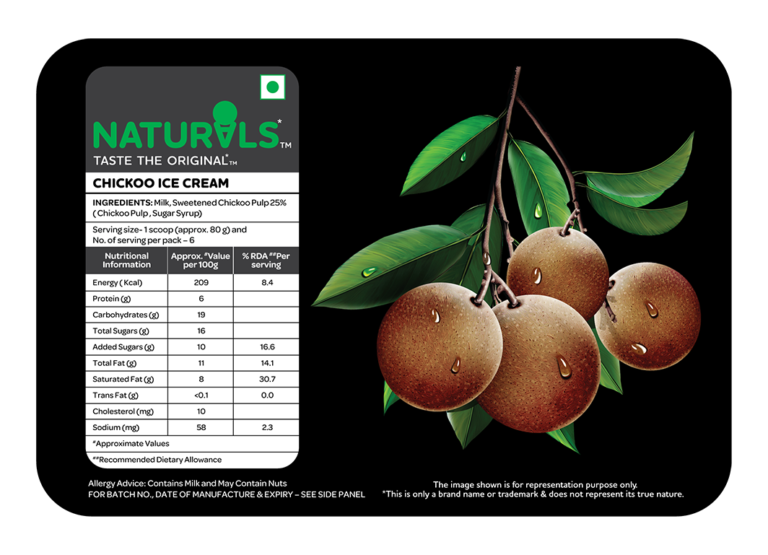 NATURALS*™
TASTE THE ORIGINAL*™
CHICKOO ICE CREAM
INGREDIENTS: Milk, Sweetened Chickoo Pulp 25%
( Chickoo Pulp , Sugar Syrup)
Serving size- 1 scoop (approx. 80 g) and
No. of serving per pack – 6
Nutritional Information | Approx. #Value per 100g | % RDA ##Per serving
Energy ( Kcal) | 209 | 8.4
Protein (g) | 6
Carbohydrates (g) | 19
Total Sugars (g) | 16
Added Sugars (g) | 10 | 16.6
Total Fat (g) | 11 | 14.1
Saturated Fat (g) | 8 | 30.7
Trans Fat (g) | <0.1 | 0.0
Cholesterol (mg) | 10
Sodium (mg) | 58 | 2.3
#Approximate Values
##Recommended Dietary Allowance
Allergy Advice: Contains Milk and May Contain Nuts
FOR BATCH NO., DATE OF MANUFACTURE & EXPIRY – SEE SIDE PANEL
The image shown is for representation purpose only.
*This is only a brand name or trademark & does not represent its true nature.